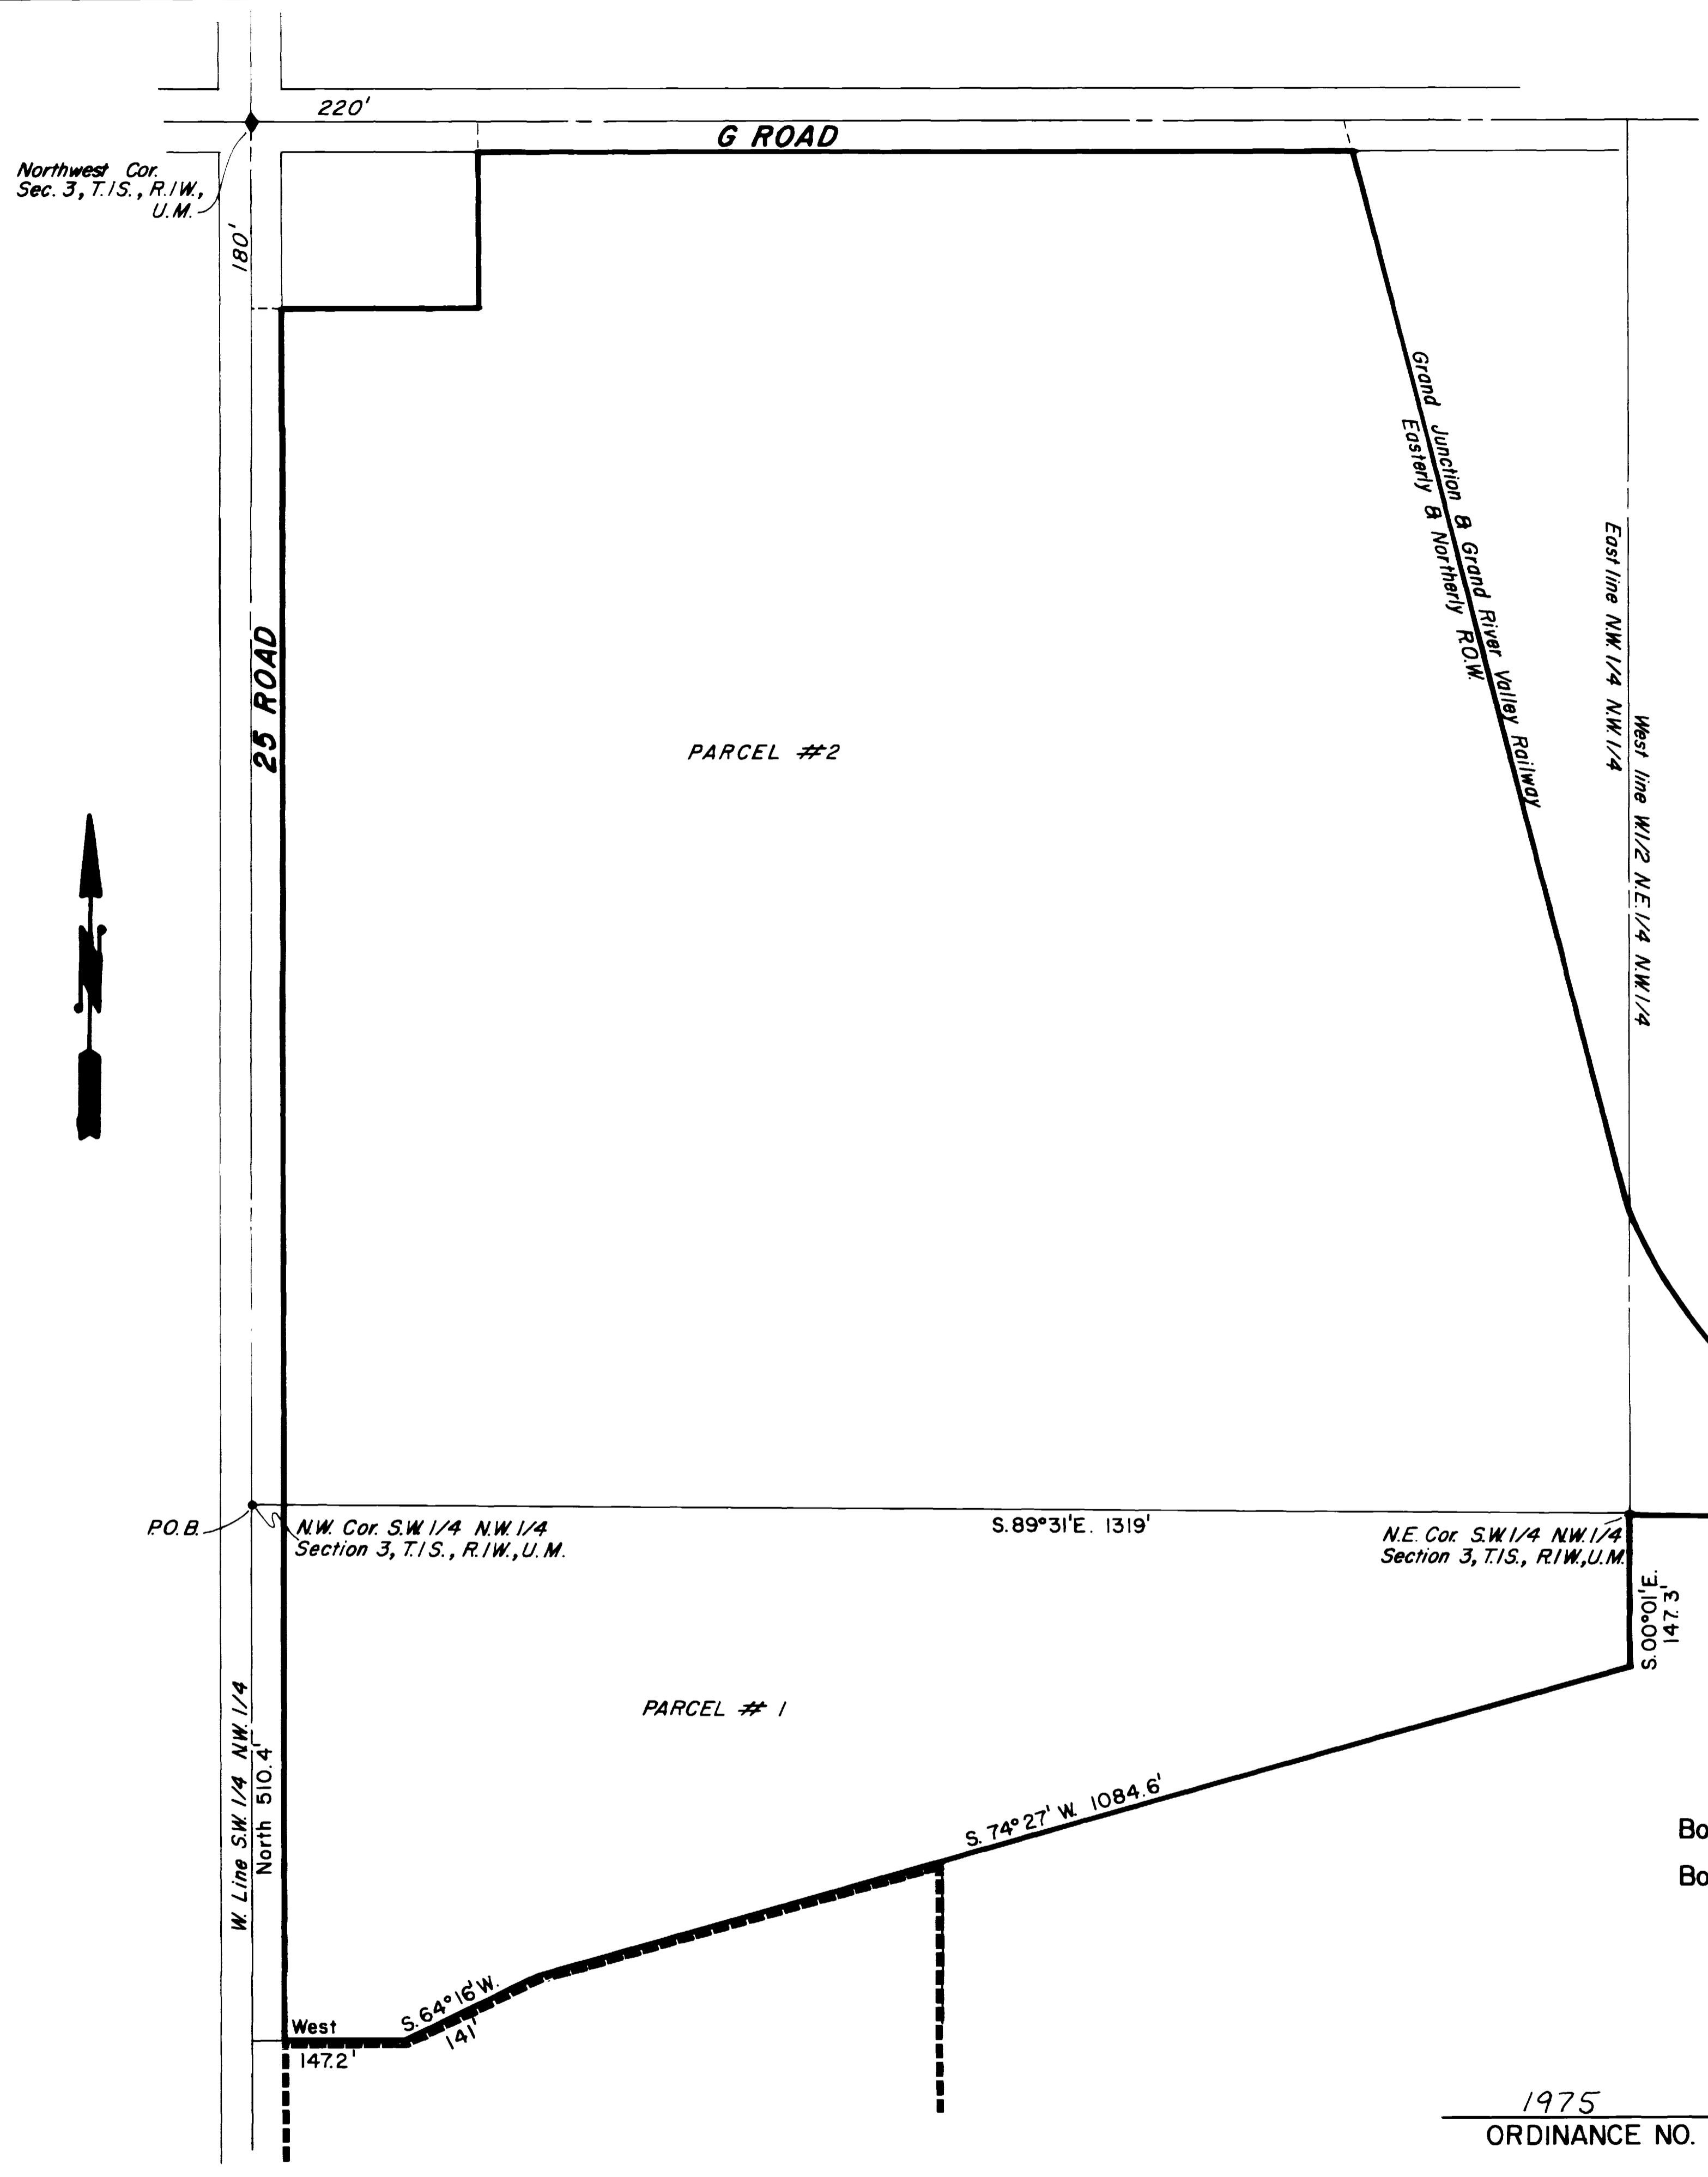 220'
G ROAD
Northwest Cor.
Sec. 3, T.1S., R.1W.,
U.M.
180'
25 ROAD
Grand Junction & Grand River Valley Railway
Easterly & Northerly R.O.W.
East line N.W. 1/4 N.W. 1/4
West line W.1/2 N.E. 1/4 N.W. 1/4
PARCEL #2
N
P.O.B.
N.W. Cor. S.W. 1/4 N.W. 1/4
Section 3, T.1S., R.1W., U.M.
S.89°31'E. 1319'
N.E. Cor. S.W. 1/4 N.W. 1/4
Section 3, T.1S., R.1W., U.M.
S.00°01'E.
147.3'
PARCEL # 1
W. Line S.W. 1/4 N.W. 1/4
North 510.4'
S. 74°27' W. 1084.6'
Bo
Bo
S. 64°16' W.
141'
West
147.2'
1975
ORDINANCE NO.